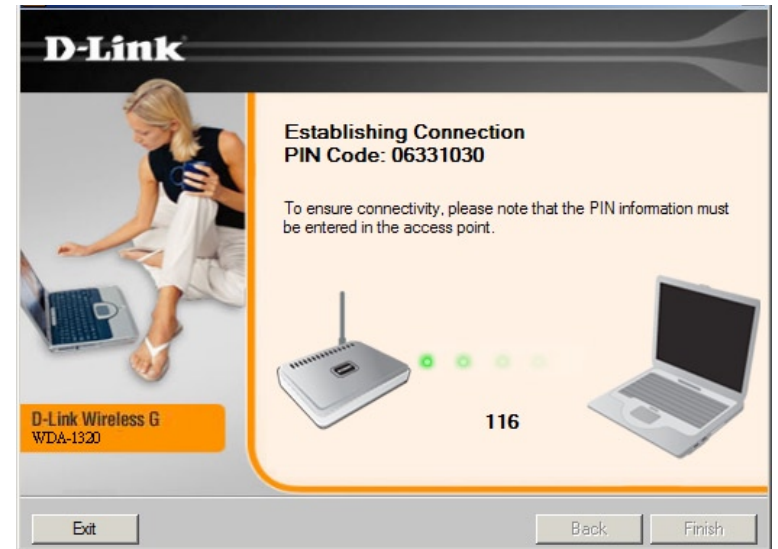 D-Link
Establishing Connection
PIN Code: 06331030
To ensure connectivity, please note that the PIN information must
be entered in the access point.
116
D-Link Wireless G
WDA-1320
Exit
Back
Finish